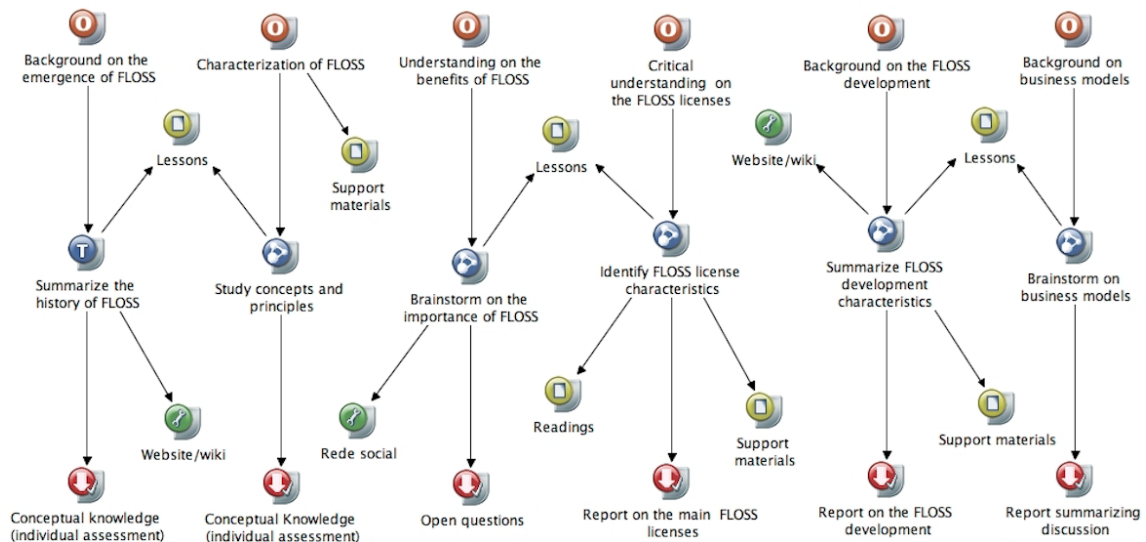 Background on the
emergence of FLOSS
Characterization of FLOSS
Understanding on the
benefits of FLOSS
Critical
understanding on
the FLOSS licenses
Background on the FLOSS
development
Background on
business models
Lessons
Support
materials
Lessons
Website/wiki
Lessons
T
Summarize the
history of FLOSS
Study concepts and
principles
Brainstorm on the
importance of FLOSS
Identify FLOSS license
characteristics
Summarize FLOSS
development
characteristics
Brainstorm on
business models
Website/wiki
Rede social
Readings
Support
materials
Support materials
Conceptual knowledge
(individual assessment)
Conceptual Knowledge
(individual assessment)
Open questions
Report on the main FLOSS
licenses
Report on the FLOSS
development
Report summarizing
discussion